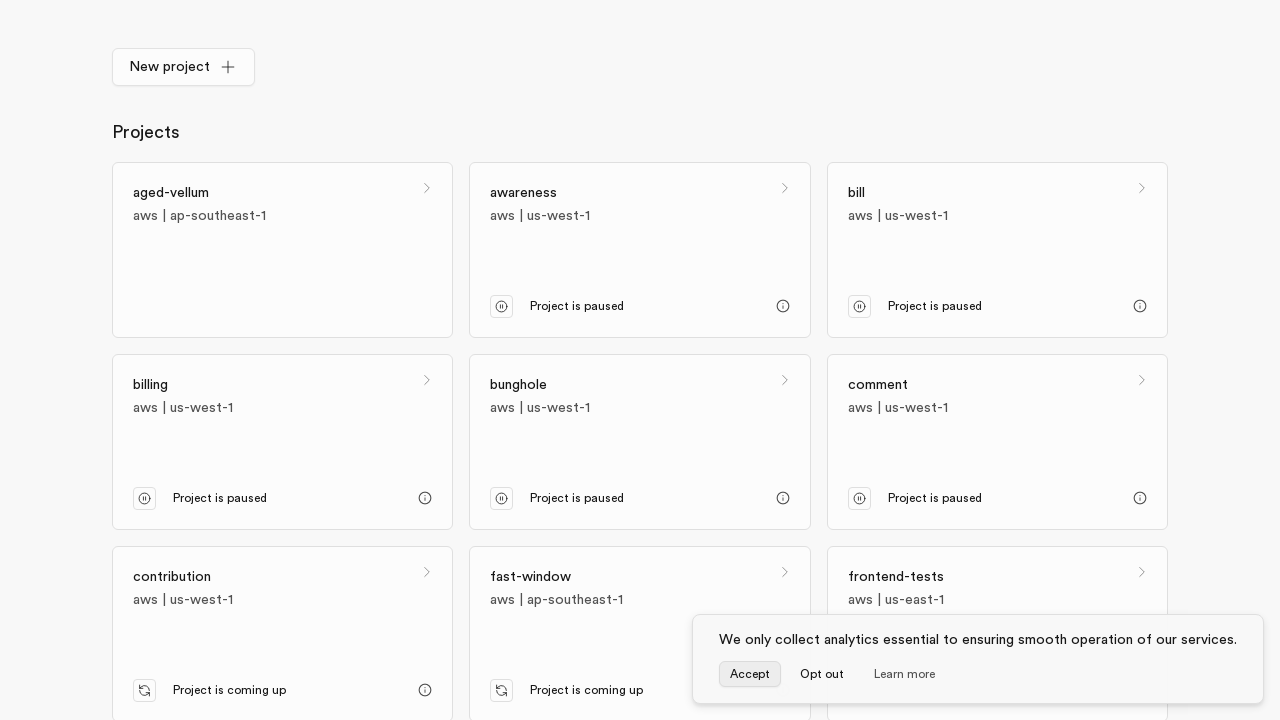 New project
Projects
aged-vellum
aws | ap-southeast-1
awareness
aws | us-west-1
Project is paused
bill
aws | us-west-1
Project is paused
billing
aws | us-west-1
Project is paused
bunghole
aws | us-west-1
Project is paused
comment
aws | us-west-1
Project is paused
contribution
aws | us-west-1
Project is coming up
fast-window
aws | ap-southeast-1
Project is coming up
frontend-tests
aws | us-east-1
We only collect analytics essential to ensuring smooth operation of our services.
Accept Opt out Learn more